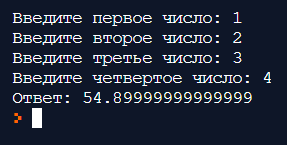 Введите первое число: 1
Введите второе число: 2
Введите третье число: 3
Введите четвертое число: 4
Ответ: 54.89999999999999
>